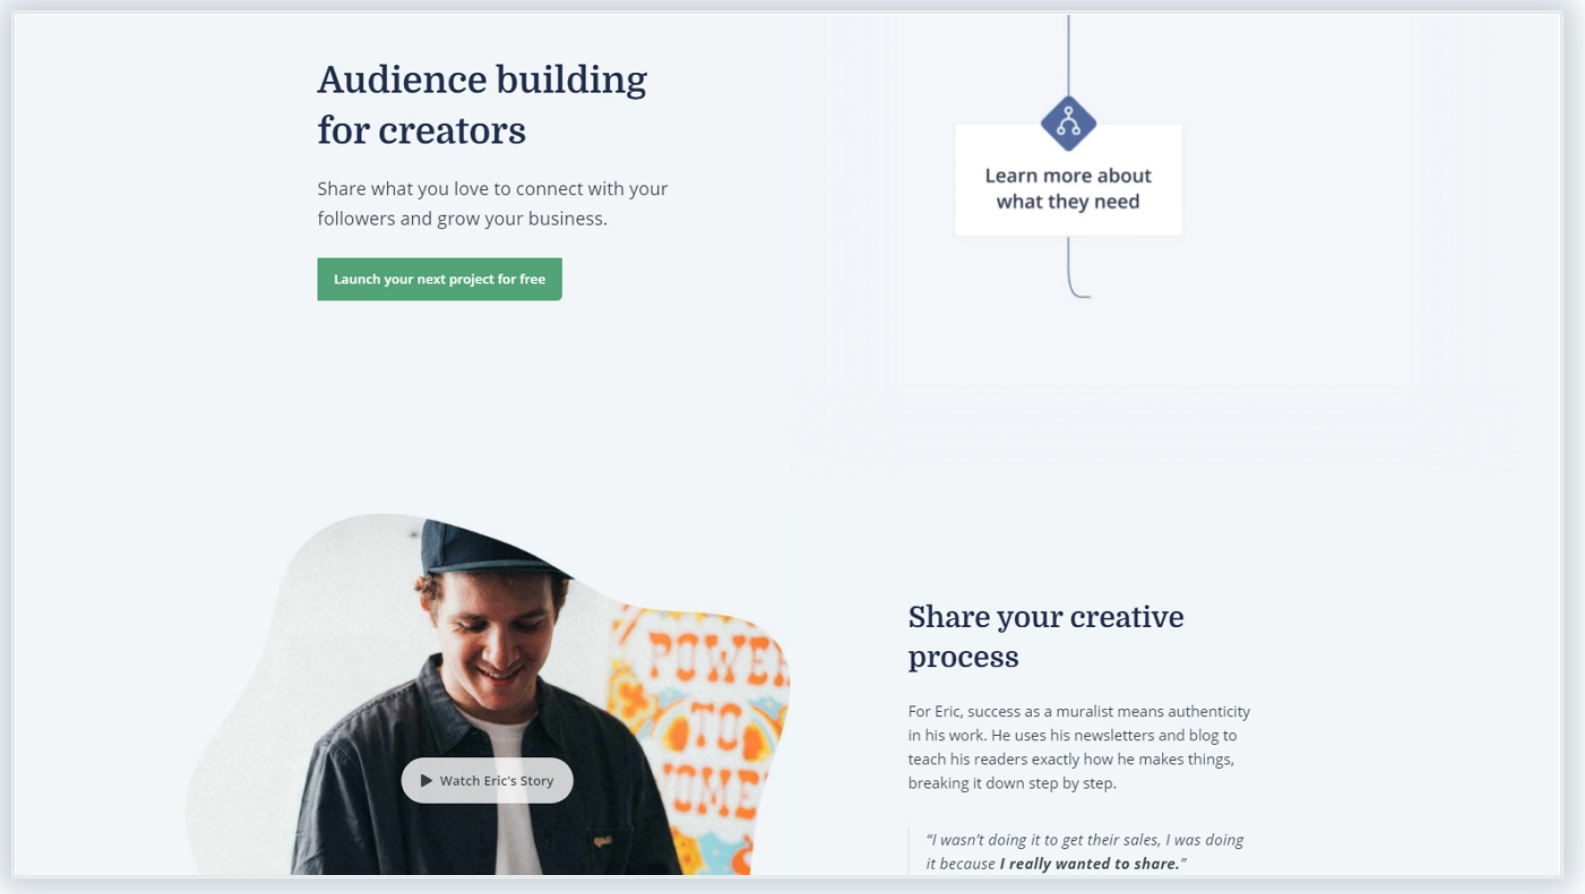 Audience building
for creators
Share what you love to connect with your
followers and grow your business.
Launch your next project for free
Learn more about
what they need
POWER
TO
Watch Eric's Story
Share your creative
process
For Eric, success as a muralist means authenticity
in his work. He uses his newsletters and blog to
teach his readers exactly how he makes things,
breaking it down step by step.
“I wasn’t doing it to get their sales, I was doing
it because I really wanted to share.”